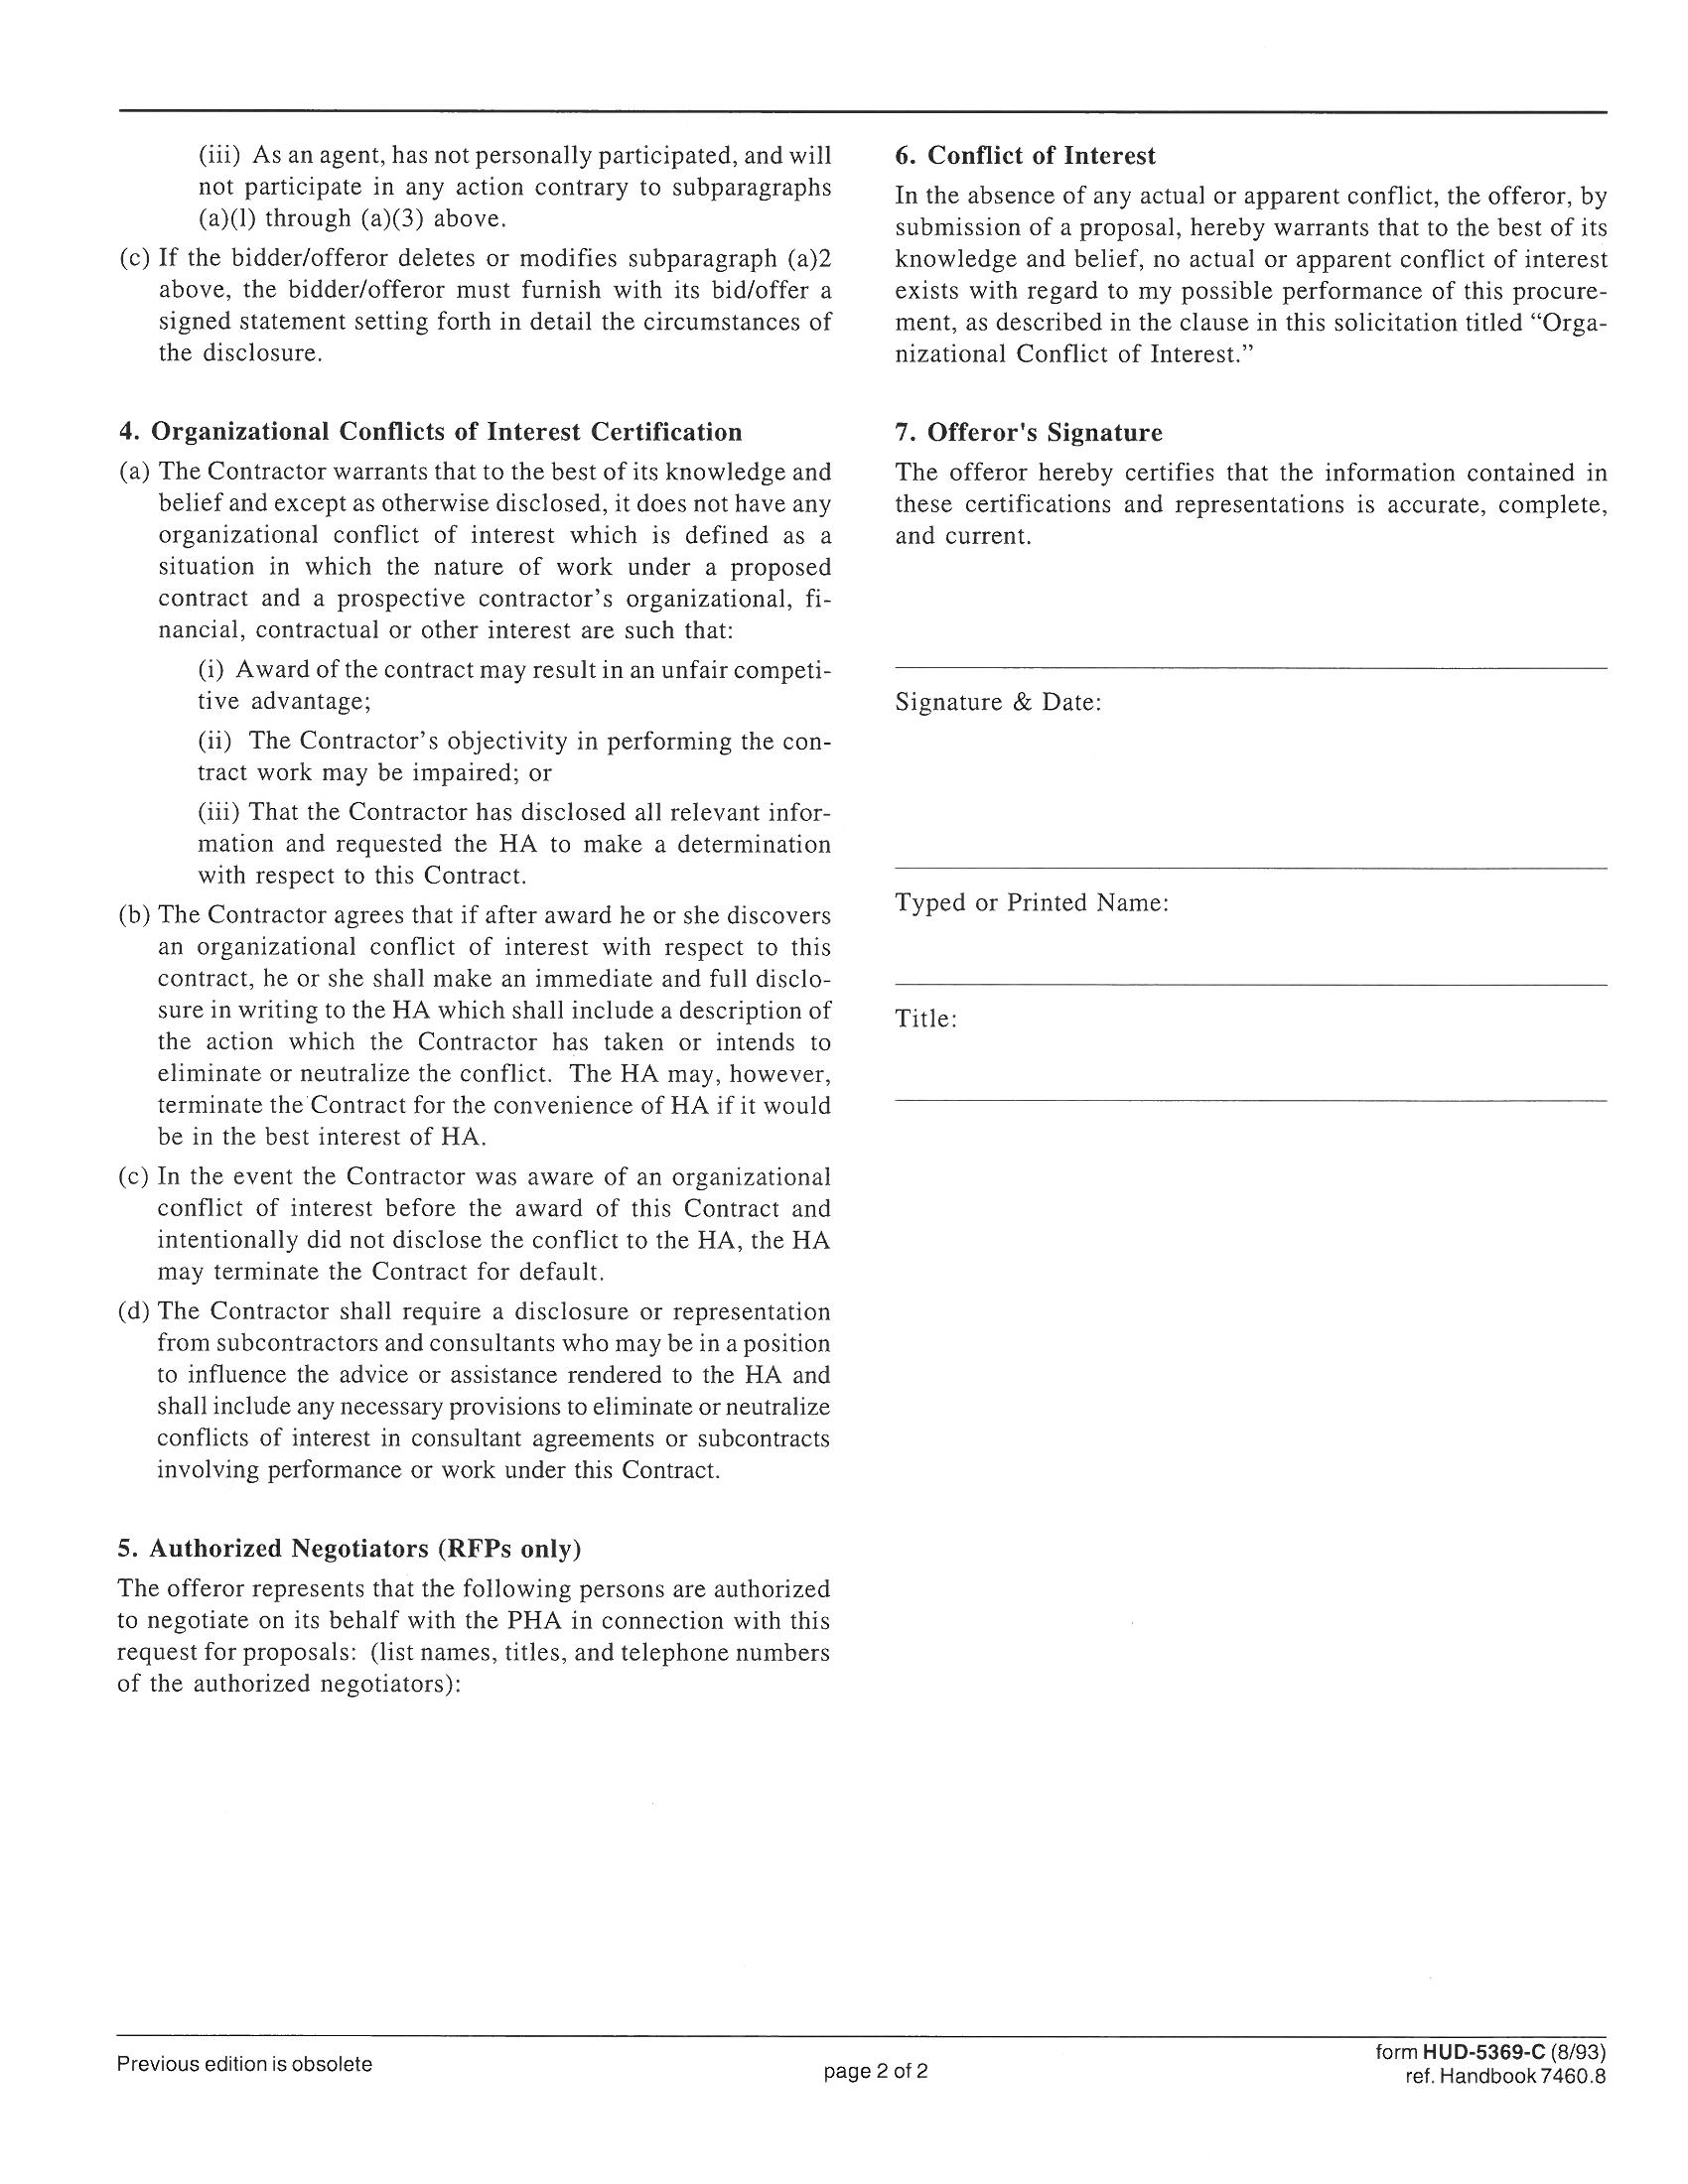 (iii) As an agent, has not personally participated, and will
not participate in any action contrary to subparagraphs
(a)(l) through (a)(3) above.
(c) If the bidder/offeror deletes or modifies subparagraph (a)2
above, the bidder/offeror must furnish with its bid/offer a
signed statement setting forth in detail the circumstances of
the disclosure.
4. Organizational Conflicts of Interest Certification
(a) The Contractor warrants that to the best of its knowledge and
belief and except as otherwise disclosed, it does not have any
organizational conflict of interest which is defined as a
situation in which the nature of work under a proposed
contract and a prospective contractor's organizational, fi-
nancial, contractual or other interest are such that:
(i) Award of the contract may result in an unfair competi-
tive advantage;
(ii) The Contractor's objectivity in performing the con-
tract work may be impaired; or
(iii) That the Contractor has disclosed all relevant infor-
mation and requested the HA to make a determination
with respect to this Contract.
(b) The Contractor agrees that if after award he or she discovers
an organizational conflict of interest with respect to this
contract, he or she shall make an immediate and full disclo-
sure in writing to the HA which shall include a description of
the action which the Contractor has taken or intends to
eliminate or neutralize the conflict. The HA may, however,
terminate the Contract for the convenience of HA if it would
be in the best interest of HA.
(c) In the event the Contractor was aware of an organizational
conflict of interest before the award of this Contract and
intentionally did not disclose the conflict to the HA, the HA
may terminate the Contract for default.
(d) The Contractor shall require a disclosure or representation
from subcontractors and consultants who may be in a position
to influence the advice or assistance rendered to the HA and
shall include any necessary provisions to eliminate or neutralize
conflicts of interest in consultant agreements or subcontracts
involving performance or work under this Contract.
5. Authorized Negotiators (RFPs only)
The offeror represents that the following persons are authorized
to negotiate on its behalf with the PHA in connection with this
request for proposals: (list names, titles, and telephone numbers
of the authorized negotiators):
6. Conflict of Interest
In the absence of any actual or apparent conflict, the offeror, by
submission of a proposal, hereby warrants that to the best of its
knowledge and belief, no actual or apparent conflict of interest
exists with regard to my possible performance of this procure-
ment, as described in the clause in this solicitation titled “Orga-
nizational Conflict of Interest.”
7. Offeror's Signature
The offeror hereby certifies that the information contained in
these certifications and representations is accurate, complete,
and current.
Signature & Date:
Typed or Printed Name:
Title:
Previous edition is obsolete
page 2 of 2
form HUD-5369-C (8/93)
ref. Handbook 7460.8